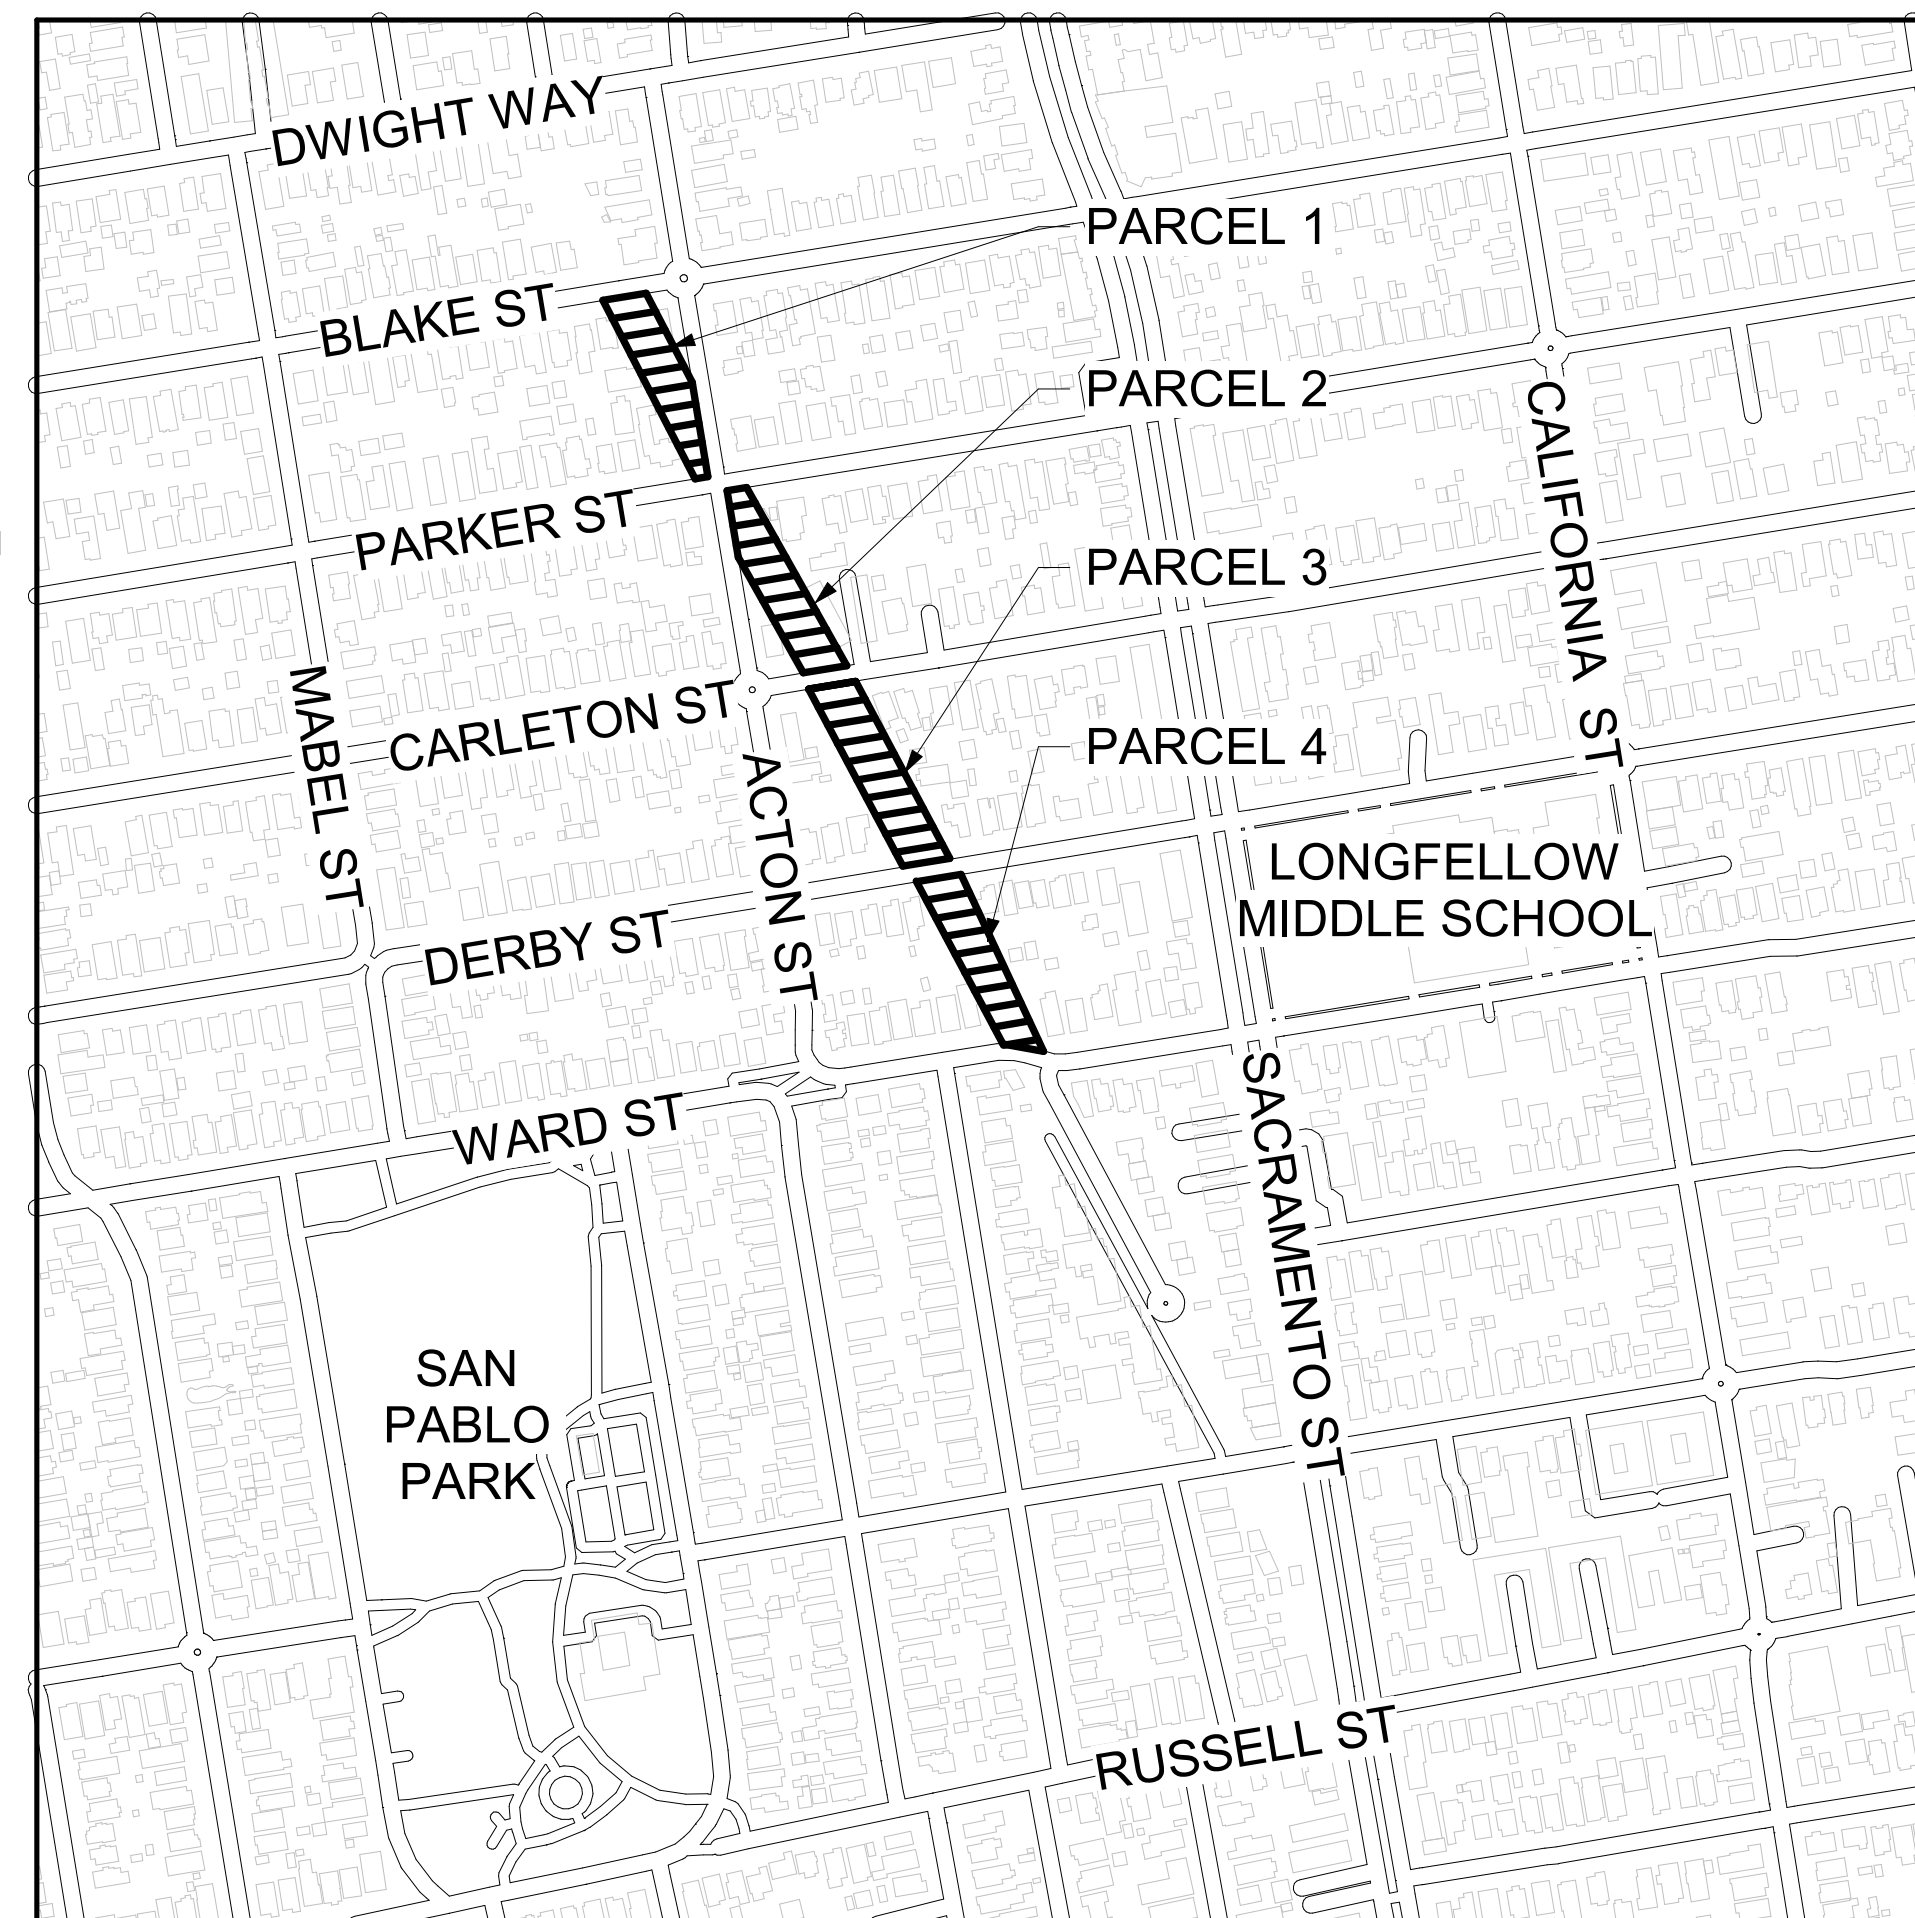 DWIGHT WAY
PARCEL 1
BLAKE ST
PARCEL 2
CALIFORNIA ST
PARKER ST
PARCEL 3
MABEL ST
CARLETON ST
PARCEL 4
ACTON ST
LONGFELLOW
MIDDLE SCHOOL
DERBY ST
WARD ST
SACRAMENTO ST
SAN
PABLO
PARK
RUSSELL ST